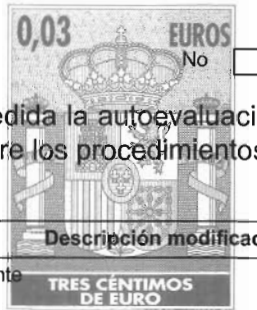 0,03 EUROS
No
edida la autoevaluaci
re los procedimientos
Descripción modificac
nte
TRES CÉNTIMOS
DE EURO